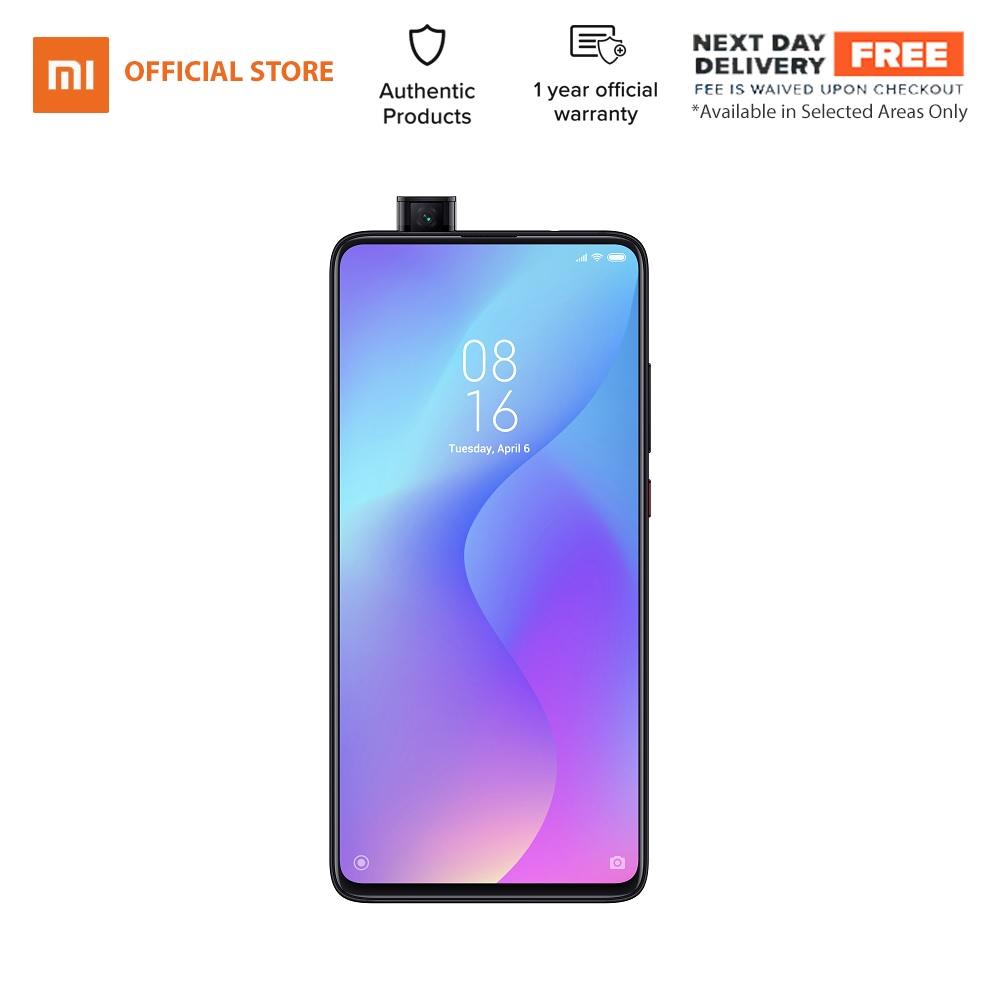 mi OFFICIAL STORE
Authentic
Products
1 year official
warranty
NEXT DAY
DELIVERY
FREE
FEE IS WAIVED UPON CHECKOUT
*Available in Selected Areas Only
08
16
Tuesday, April 6